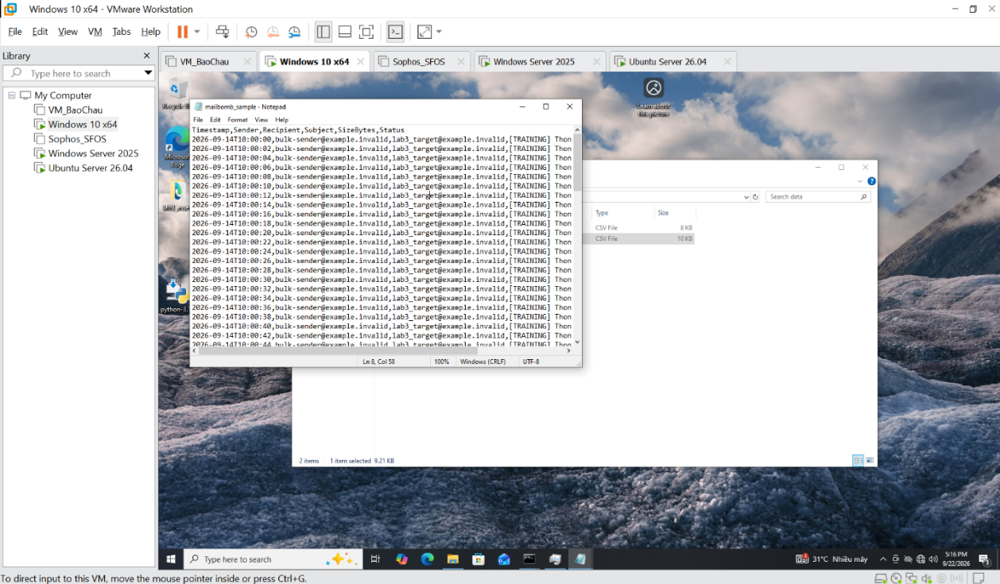 Windows 10 x64 - VMware Workstation
File Edit View VM Tabs Help
Library
Type here to search
My Computer
VM_BaoChau
Windows 10 x64
Sophos_SFOS
Windows Server 2025
Ubuntu Server 26.04
VM_BaoChau
Windows 10 x64
Sophos_SFOS
Windows Server 2025
Ubuntu Server 26.04
Recycle B
Microsof
Edge
lab3_asse
python-3.
Learn about
this picture
mailbomb_sample - Notepad
File Edit Format View Help
Timestamp,Sender,Recipient,Subject,SizeBytes,Status
2026-09-14T10:00:00,bulk-sender@example.invalid,lab3_target@example.invalid,[TRAINING] Thon
2026-09-14T10:00:02,bulk-sender@example.invalid,lab3_target@example.invalid,[TRAINING] Thon
2026-09-14T10:00:04,bulk-sender@example.invalid,lab3_target@example.invalid,[TRAINING] Thon
2026-09-14T10:00:06,bulk-sender@example.invalid,lab3_target@example.invalid,[TRAINING] Thon
2026-09-14T10:00:08,bulk-sender@example.invalid,lab3_target@example.invalid,[TRAINING] Thon
2026-09-14T10:00:10,bulk-sender@example.invalid,lab3_target@example.invalid,[TRAINING] Thon
2026-09-14T10:00:12,bulk-sender@example.invalid,lab3_target@example.invalid,[TRAINING] Thon
2026-09-14T10:00:14,bulk-sender@example.invalid,lab3_target@example.invalid,[TRAINING] Thon
2026-09-14T10:00:16,bulk-sender@example.invalid,lab3_target@example.invalid,[TRAINING] Thon
2026-09-14T10:00:18,bulk-sender@example.invalid,lab3_target@example.invalid,[TRAINING] Thon
2026-09-14T10:00:20,bulk-sender@example.invalid,lab3_target@example.invalid,[TRAINING] Thon
2026-09-14T10:00:22,bulk-sender@example.invalid,lab3_target@example.invalid,[TRAINING] Thon
2026-09-14T10:00:24,bulk-sender@example.invalid,lab3_target@example.invalid,[TRAINING] Thon
2026-09-14T10:00:26,bulk-sender@example.invalid,lab3_target@example.invalid,[TRAINING] Thon
2026-09-14T10:00:28,bulk-sender@example.invalid,lab3_target@example.invalid,[TRAINING] Thon
2026-09-14T10:00:30,bulk-sender@example.invalid,lab3_target@example.invalid,[TRAINING] Thon
2026-09-14T10:00:32,bulk-sender@example.invalid,lab3_target@example.invalid,[TRAINING] Thon
2026-09-14T10:00:34,bulk-sender@example.invalid,lab3_target@example.invalid,[TRAINING] Thon
2026-09-14T10:00:36,bulk-sender@example.invalid,lab3_target@example.invalid,[TRAINING] Thon
2026-09-14T10:00:38,bulk-sender@example.invalid,lab3_target@example.invalid,[TRAINING] Thon
2026-09-14T10:00:40,bulk-sender@example.invalid,lab3_target@example.invalid,[TRAINING] Thon
2026-09-14T10:00:42,bulk-sender@example.invalid,lab3_target@example.invalid,[TRAINING] Thon
2026-09-14T10:00:44,bulk-sender@example.invalid,lab3_target@example.invalid,[TRAINING] Thon
Ln 8, Col 58 100% Windows (CRLF) UTF-8
Search data
Type Size
CSV File 8 KB
CSV File 10 KB
2 items 1 item selected 9.21 KB
Type here to search
31°C Nhiều mây
5:16 PM
9/22/2026
3
To direct input to this VM, move the mouse pointer inside or press Ctrl+G.